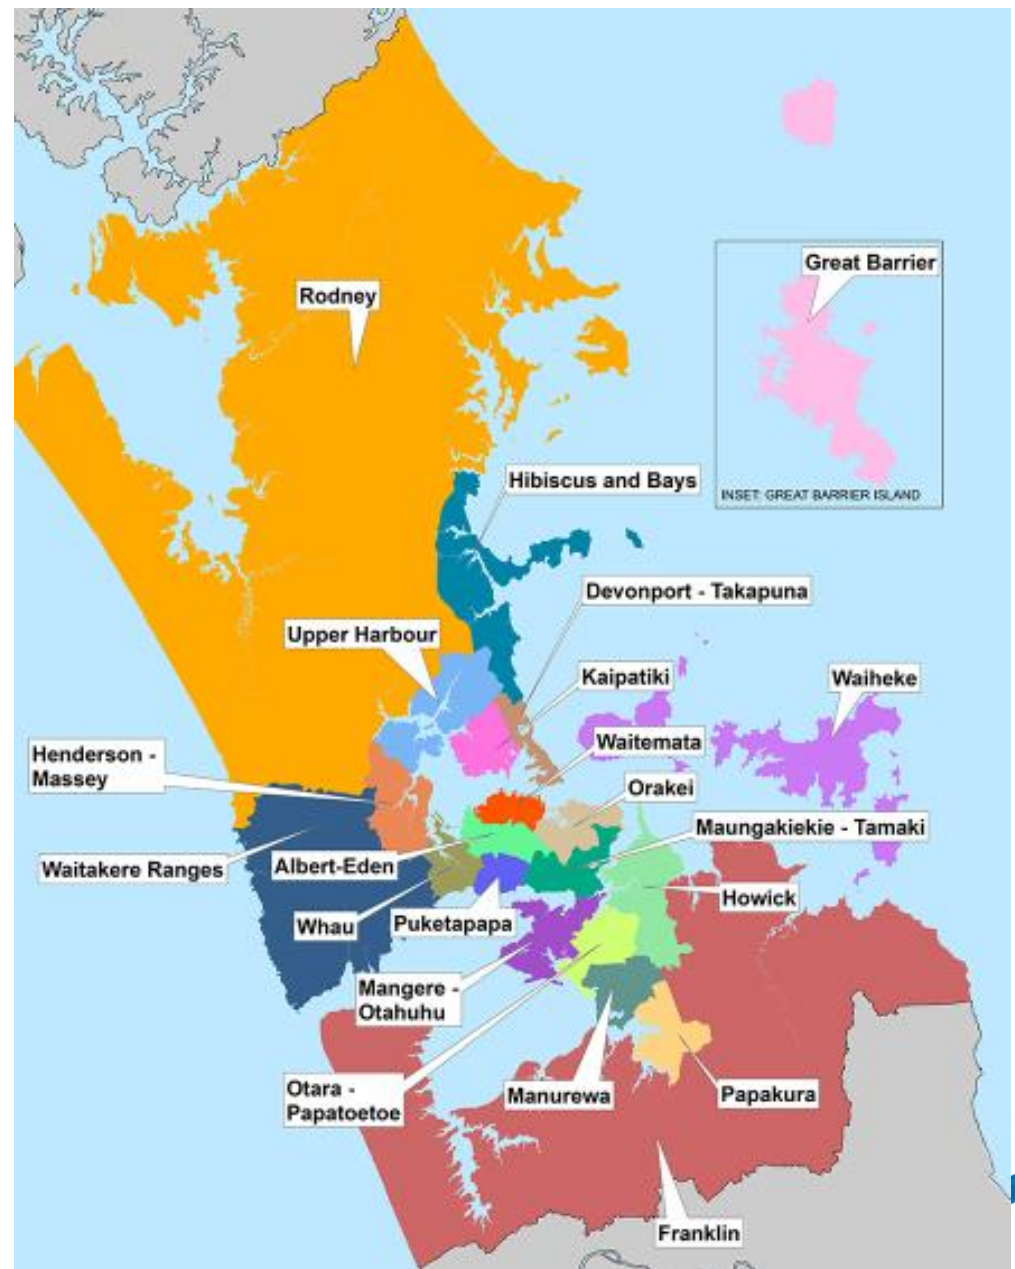 Great Barrier
Rodney
Hibiscus and Bays
INSET: GREAT BARRIER ISLAND
Devonport - Takapuna
Upper Harbour
Kaipatiki
Waiheke
Waitemata
Henderson -
Massey
Orakei
Maungakiekie - Tamaki
Waitakere Ranges
Albert-Eden
Howick
Whau
Puketapapa
Mangere -
Otahuhu
Otara -
Papatoetoe
Manurewa
Papakura
Franklin